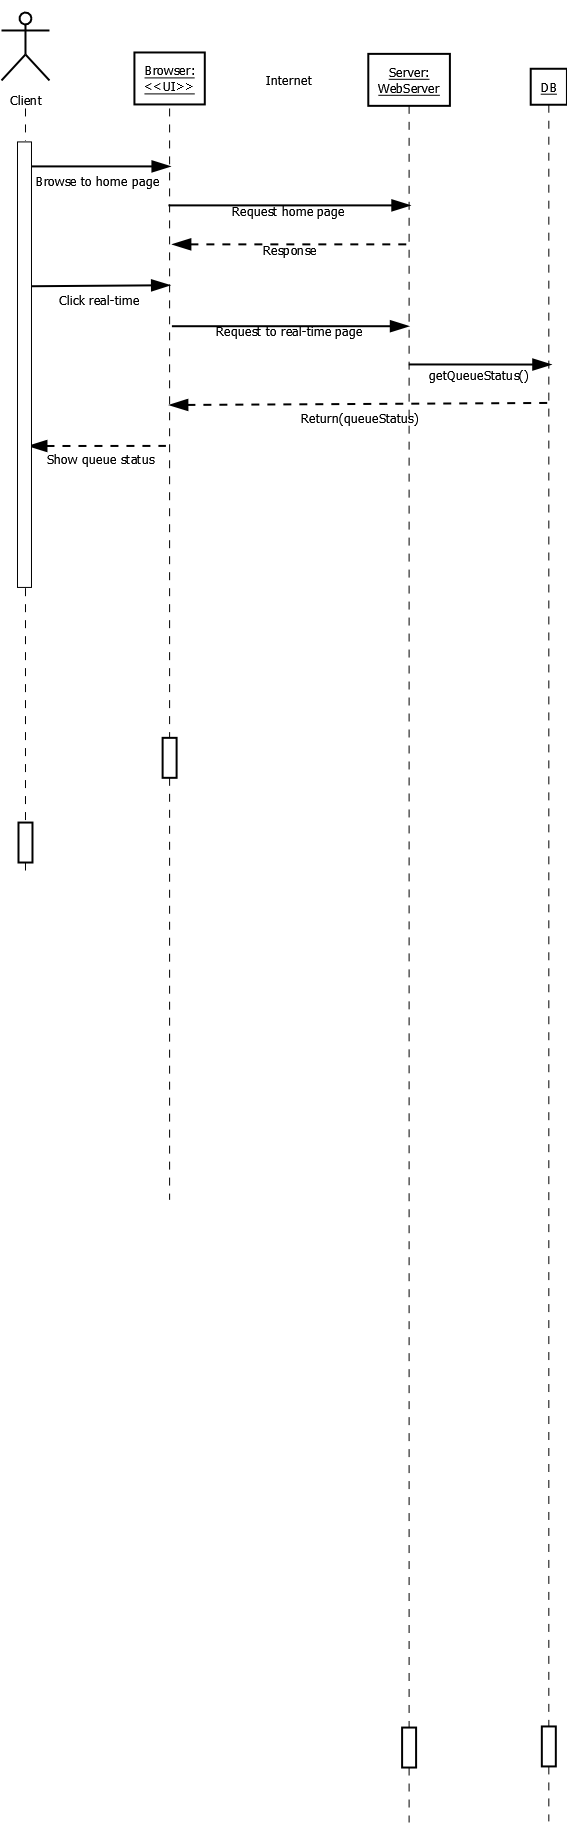 Client
Browser:
<<UI>>
Internet
Server:
WebServer
DB
Browse to home page
Request home page
Response
Click real-time
Request to real-time page
getQueueStatus()
Return(queueStatus)
Show queue status